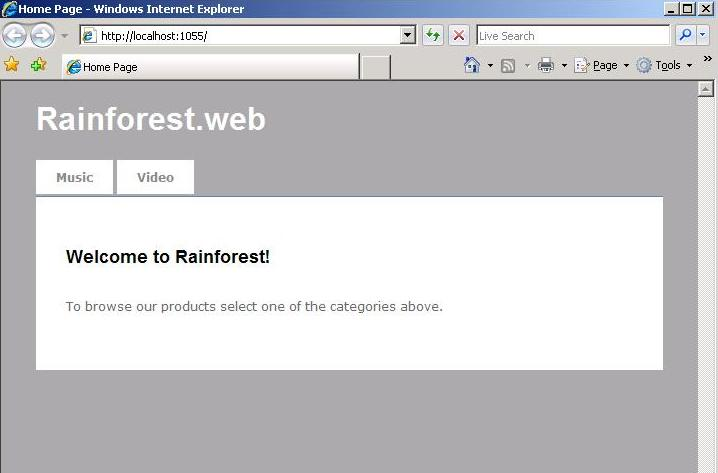 Home Page - Windows Internet Explorer
http://localhost:1055/
Live Search
Home Page
Page
Tools
Rainforest.web
Music Video
Welcome to Rainforest!
To browse our products select one of the categories above.